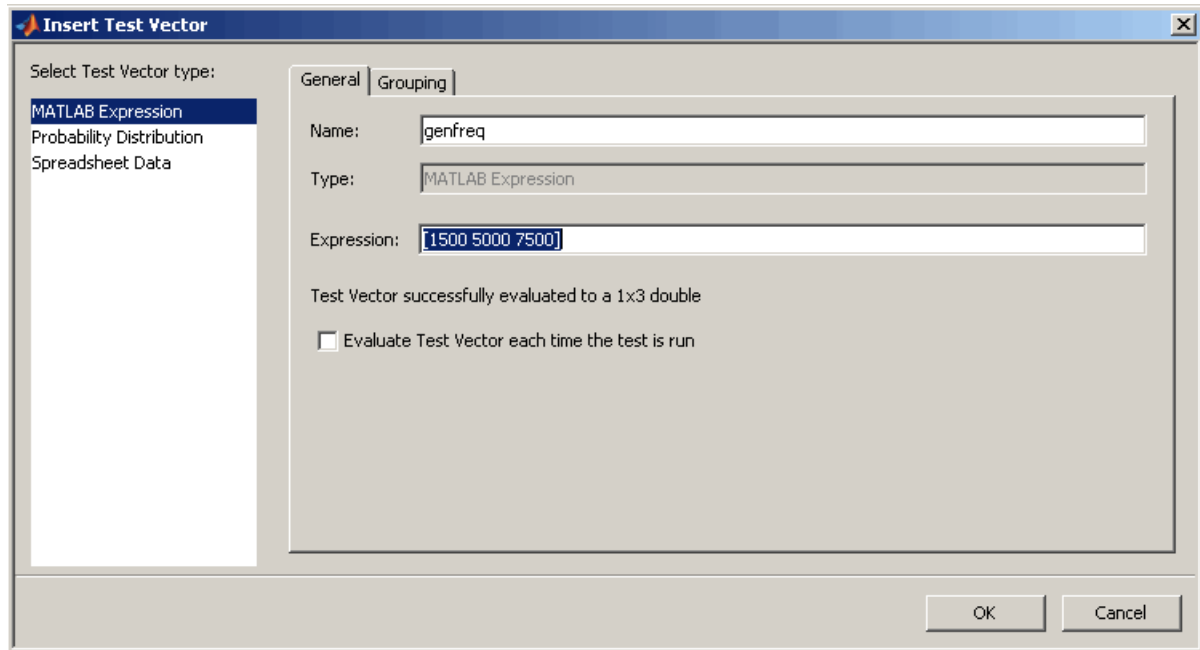 Insert Test Vector
Select Test Vector type:
MATLAB Expression
Probability Distribution
Spreadsheet Data
General Grouping
Name: genfreq
Type: MATLAB Expression
Expression: [1500 5000 7500]
Test Vector successfully evaluated to a 1x3 double
Evaluate Test Vector each time the test is run
OK Cancel